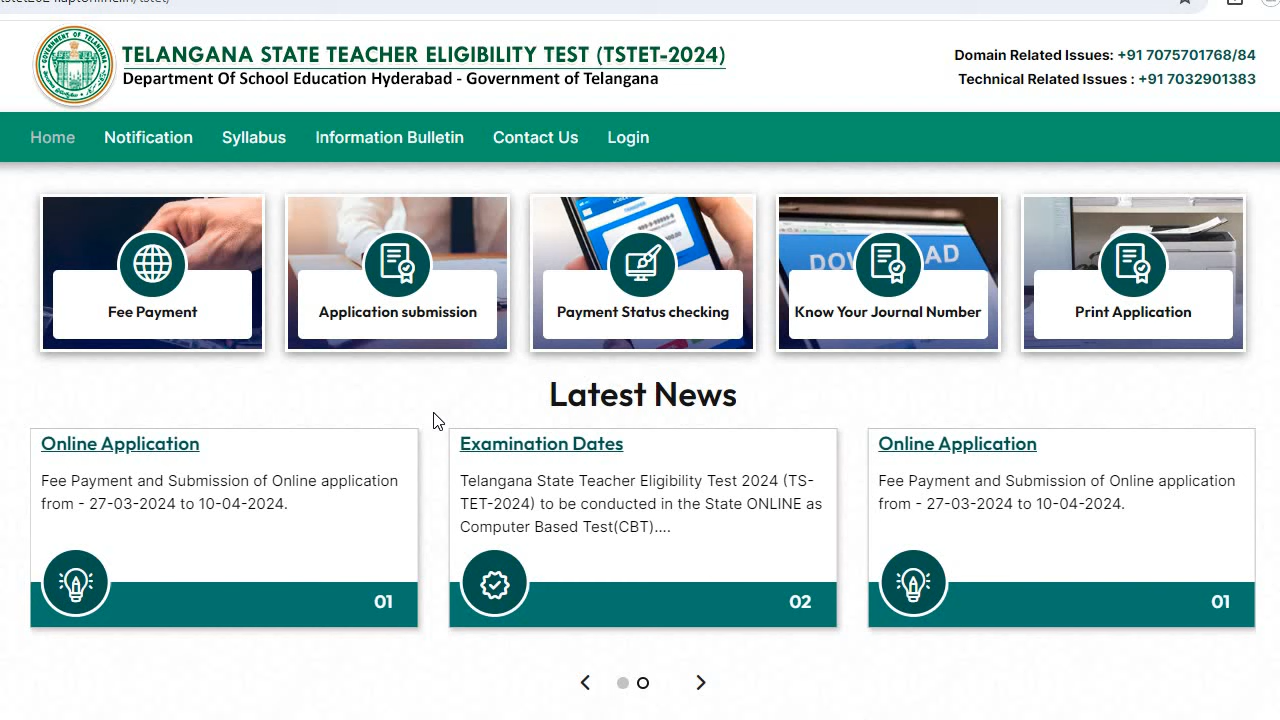 TELANGANA STATE TEACHER ELIGIBILITY TEST (TSTET-2024)
Department Of School Education Hyderabad - Government of Telangana
Domain Related Issues: +91 7075701768/84
Technical Related Issues : +91 7032901383
Home Notification Syllabus Information Bulletin Contact Us Login
Fee Payment
Application submission
Payment Status checking
Know Your Journal Number
Print Application
Latest News
Online Application
Fee Payment and Submission of Online application
from - 27-03-2024 to 10-04-2024.
01
Examination Dates
Telangana State Teacher Eligibility Test 2024 (TS-
TET-2024) to be conducted in the State ONLINE as
Computer Based Test(CBT)....
02
Online Application
Fee Payment and Submission of Online application
from - 27-03-2024 to 10-04-2024.
01